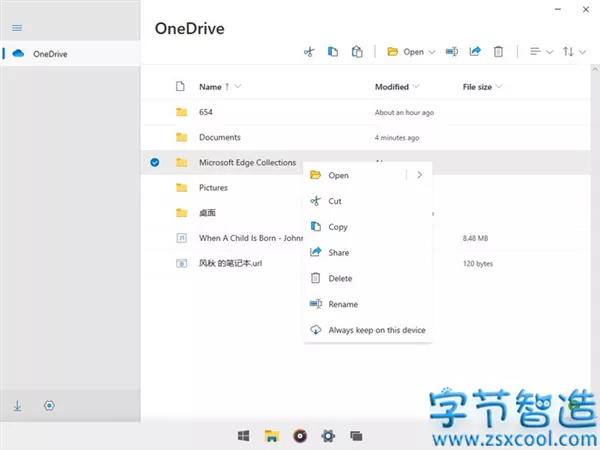 OneDrive
OneDrive
Open
Name Modified File size
654 About an hour ago
Documents 4 minutes ago
Microsoft Edge Collections
Pictures
桌面
When A Child Is Born - John 8.48 MB
风秋 的笔记本.url 120 bytes
Open
Cut
Copy
Share
Delete
Rename
Always keep on this device
字节智造
www.zsxcool.com